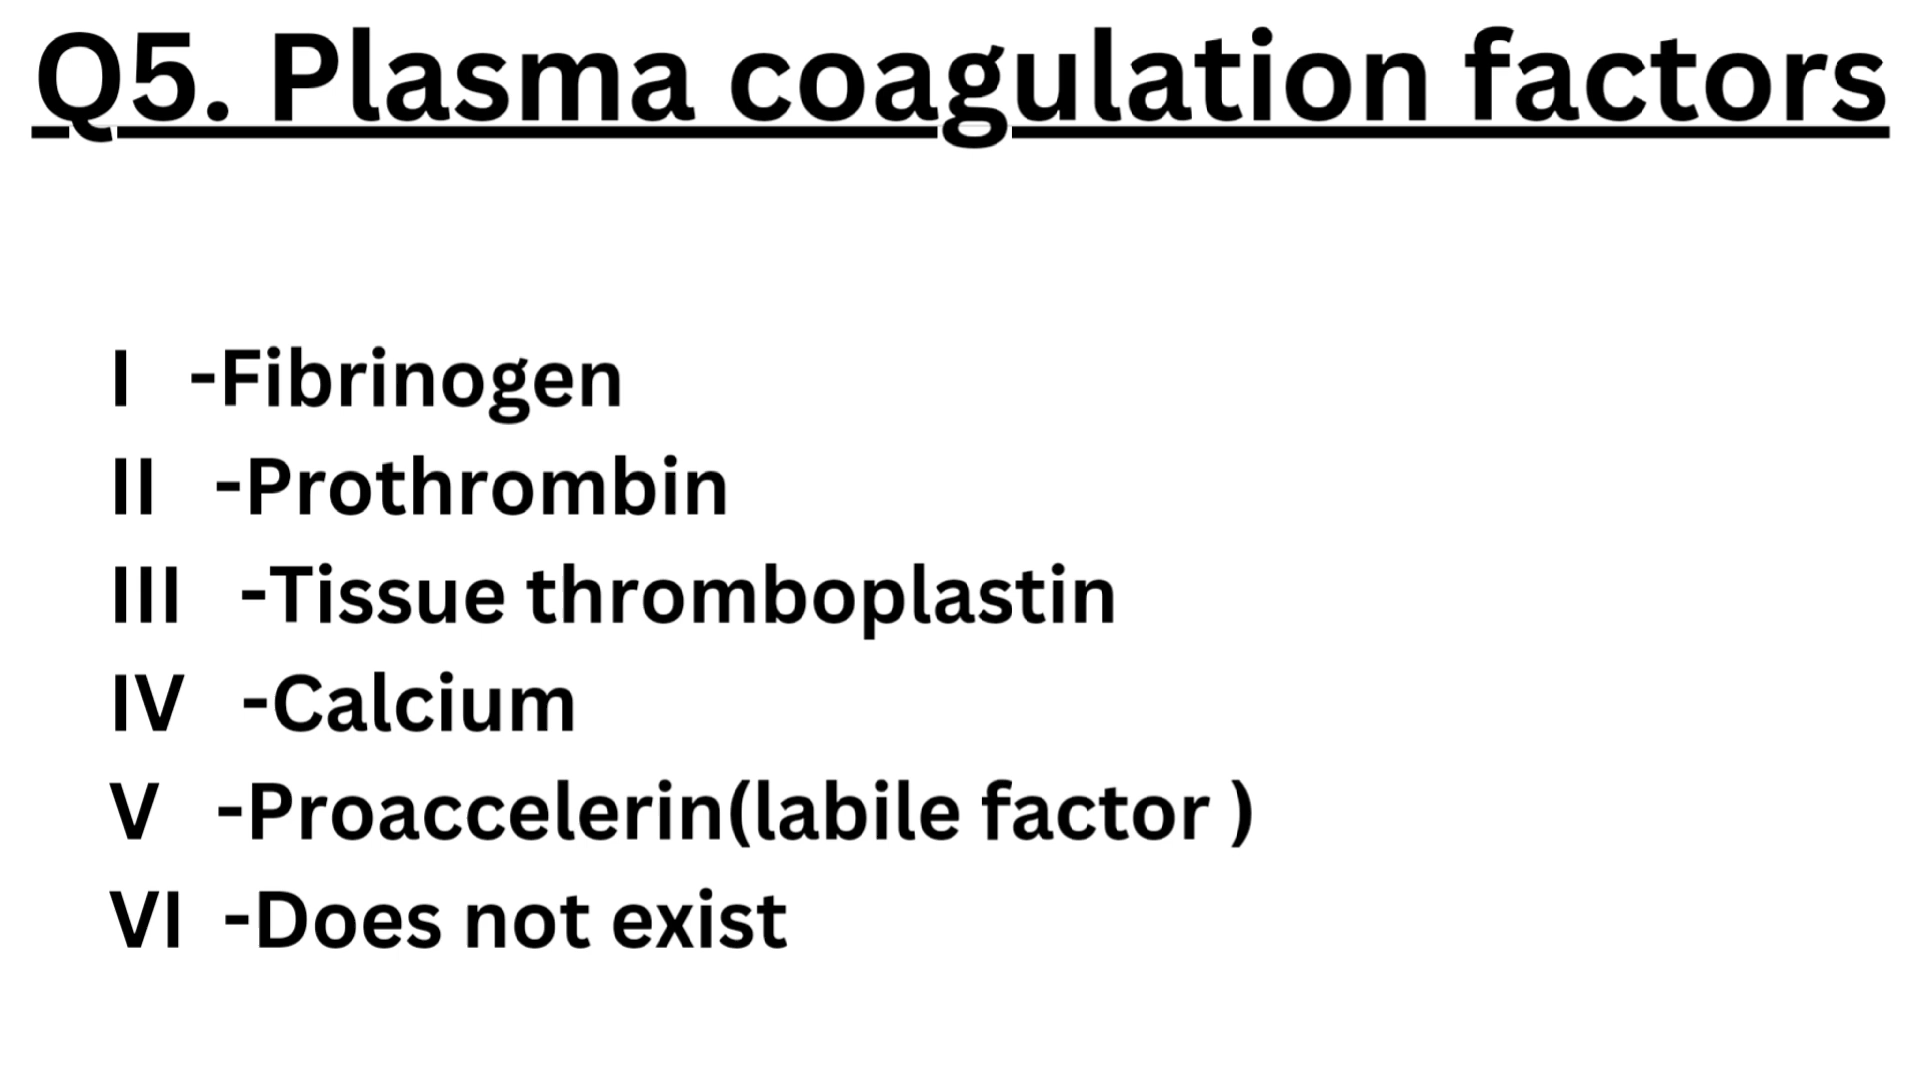 Q5. Plasma coagulation factors
I -Fibrinogen
II -Prothrombin
III -Tissue thromboplastin
IV -Calcium
V -Proaccelerin(labile factor )
VI -Does not exist